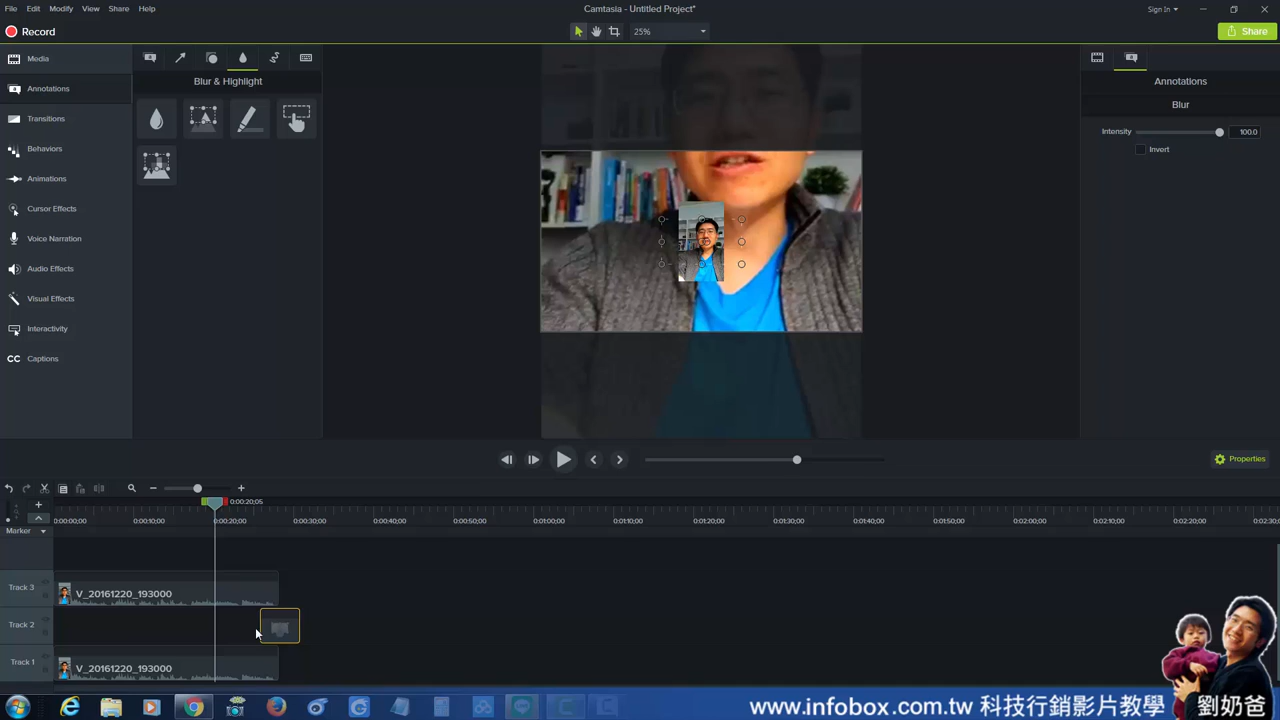 File Edit Modify View Share Help
Camtasia - Untitled Project*
Sign In
Record
25%
Share
Media
Annotations
Transitions
Behaviors
Animations
Cursor Effects
Voice Narration
Audio Effects
Visual Effects
Interactivity
CC Captions
Blur & Highlight
Annotations
Blur
Intensity 100.0
Invert
Properties
0:00:20;05
0:00:00;00 0:00:10;00 0:00:20;00 0:00:30;00 0:00:40;00 0:00:50;00 0:01:00;00 0:01:10;00 0:01:20;00 0:01:30;00 0:01:40;00 0:01:50;00 0:02:00;00 0:02:10;00 0:02:20;00
Marker
Track 3
V_20161220_193000
Track 2
Track 1
V_20161220_193000
www.infobox.com.tw 科技行銷影片教學
劉奶爸